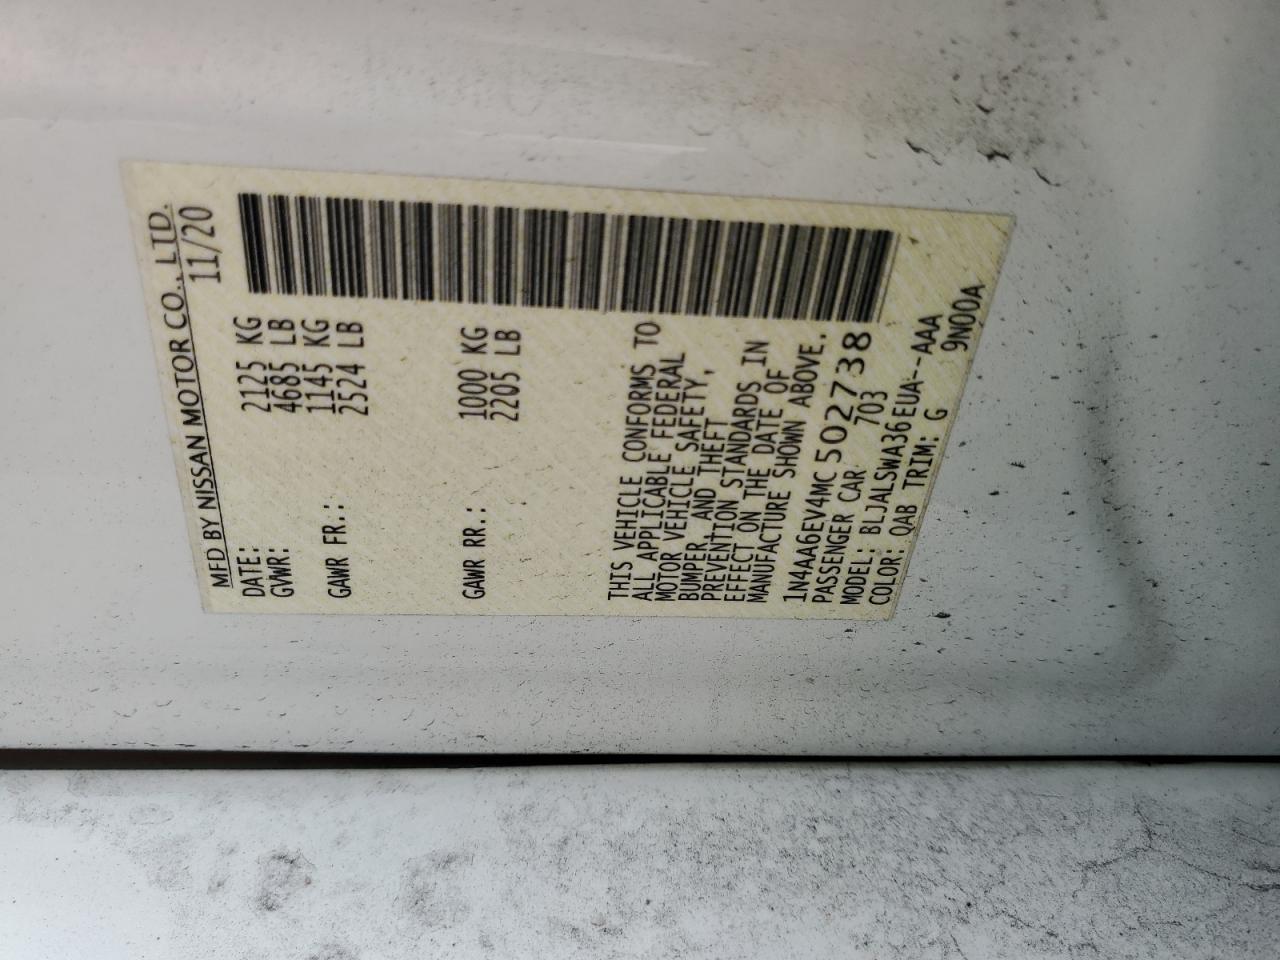 MFD BY NISSAN MOTOR CO., LTD.
DATE: 11/20
GVWR: 2125 KG
4685 LB
GAWR FR.: 1145 KG
2524 LB
GAWR RR.: 1000 KG
2205 LB
THIS VEHICLE CONFORMS TO
ALL APPLICABLE FEDERAL
MOTOR VEHICLE SAFETY,
BUMPER, AND THEFT
PREVENTION STANDARDS IN
EFFECT ON THE DATE OF
MANUFACTURE SHOWN ABOVE.
1N4AA6EV4MC502738
PASSENGER CAR 703
MODEL: BLJALSWA36EUA--AAA
COLOR: QAB TRIM: G 9N00A